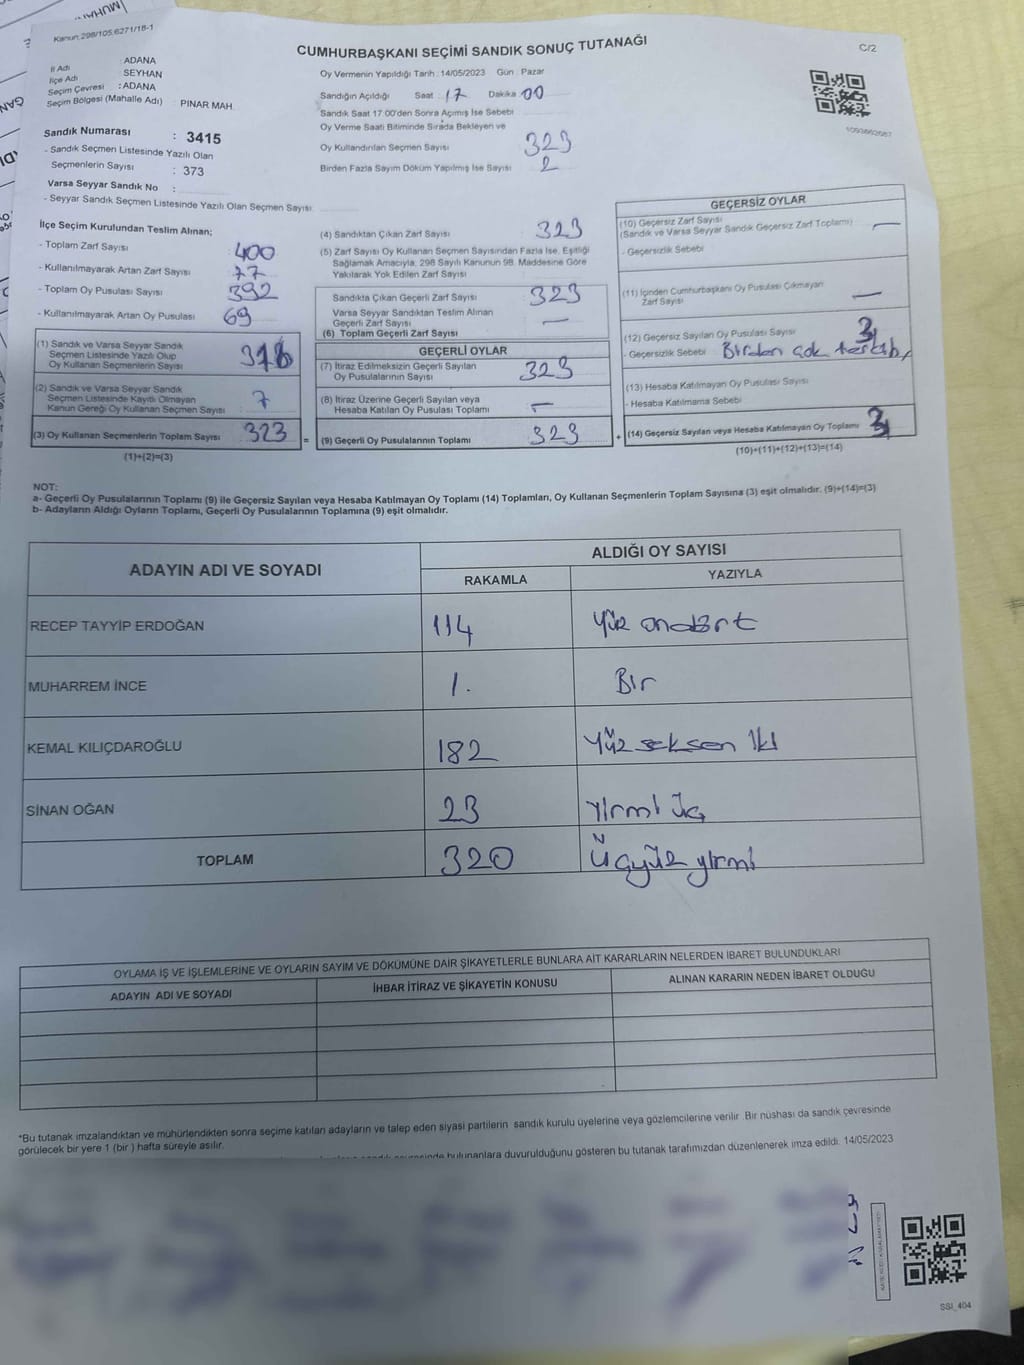 Kanun.298/105,6271/18-1
CUMHURBAŞKANI SEÇİMİ SANDIK SONUÇ TUTANAĞI
C/2
İl Adı : ADANA
İlçe Adı SEYHAN
Seçim Çevresi : ADANA
Seçim Bölgesi (Mahalle Adı) : PINAR MAH.
Oy Vermenin Yapıldığı Tarih : 14/05/2023 Gün : Pazar
Sandığın Açıldığı Saat : 17 Dakika 00
Sandık Saat 17:00'den Sonra Açımış İse Sebebi
Sandık Numarası : 3415
Oy Verme Saati Bitiminde Sırada Bekleyen ve
Oy Kullandırılan Seçmen Sayısı 323
- Sandık Seçmen Listesinde Yazılı Olan
Seçmenlerin Sayısı : 373
Birden Fazla Sayım Döküm Yapılmış İse Sayısı 2
Varsa Seyyar Sandık No :
- Seyyar Sandık Seçmen Listesinde Yazılı Olan Seçmen Sayısı
İlçe Seçim Kurulundan Teslim Alınan;
- Toplam Zarf Sayısı 400
- Kullanılmayarak Artan Zarf Sayısı 77
- Toplam Oy Pusulası Sayısı 392
- Kullanılmayarak Artan Oy Pusulası 69
(1) Sandık ve Varsa Seyyar Sandık
Seçmen Listesinde Yazılı Olup
Oy Kullanan Seçmenlerin Sayısı
(2) Sandık ve Varsa Seyyar Sandık
Seçmen Listesinde Kayıtlı Olmayan
Kanun Gereği Oy Kullanan Seçmen Sayısı 7
(3) Oy Kullanan Seçmenlerin Toplam Sayısı 323
(1)+(2)=(3)
=
(4) Sandıktan Çıkan Zarf Sayısı 323
(5) Zarf Sayısı Oy Kullanan Seçmen Sayısından Fazla İse, Eşitliği
Sağlamak Amacıyla, 298 Sayılı Kanunun 98. Maddesine Göre
Yakılarak Yok Edilen Zarf Sayısı
Sandıkta Çıkan Geçerli Zarf Sayısı 323
Varsa Seyyar Sandıktan Teslim Alınan
Geçerli Zarf Sayısı —
(6) Toplam Geçerli Zarf Sayısı
GEÇERLİ OYLAR
(7) İtiraz Edilmeksizin Geçerli Sayılan
Oy Pusulalarının Sayısı 323
(8) İtiraz Üzerine Geçerli Sayılan veya
Hesaba Katılan Oy Pusulası Toplamı —
(9) Geçerli Oy Pusulalarının Toplamı 323
+
GEÇERSİZ OYLAR
(10) Geçersiz Zarf Sayısı
(Sandık ve Varsa Seyyar Sandık Geçersiz Zarf Toplamı) —
- Geçersizlik Sebebi
(11) İçinden Cumhurbaşkanı Oy Pusulası Çıkmayan
Zarf Sayısı —
(12) Geçersiz Sayılan Oy Pusulası Sayısı 3
- Geçersizlik Sebebi Birden çok
(13) Hesaba Katılmayan Oy Pusulası Sayısı
- Hesaba Katılmama Sebebi
(14) Geçersiz Sayılan veya Hesaba Katılmayan Oy Toplamı 3
(10)+(11)+(12)+(13)=(14)
NOT:
a- Geçerli Oy Pusulalarının Toplamı (9) ile Geçersiz Sayılan veya Hesaba Katılmayan Oy Toplamı (14) Toplamları, Oy Kullanan Seçmenlerin Toplam Sayısına (3) eşit olmalıdır. (9)+(14)=(3)
b- Adayların Aldığı Oyların Toplamı, Geçerli Oy Pusulalarının Toplamına (9) eşit olmalıdır.
ADAYIN ADI VE SOYADI
ALDIĞI OY SAYISI
RAKAMLA YAZIYLA
RECEP TAYYİP ERDOĞAN 114 Yüz ondört
MUHARREM İNCE 1. Bir
KEMAL KILIÇDAROĞLU 182 Yüz seksen iki
SİNAN OĞAN 23 Yirmi üç
TOPLAM 320 Üçyüz yirmi
OYLAMA İŞ VE İŞLEMLERİNE VE OYLARIN SAYIM VE DÖKÜMÜNE DAİR ŞİKAYETLERLE BUNLARA AİT KARARLARIN NELERDEN İBARET BULUNDUKLARI
ADAYIN ADI VE SOYADI İHBAR İTİRAZ VE ŞİKAYETİN KONUSU ALINAN KARARIN NEDEN İBARET OLDUĞU
*Bu tutanak imzalandıktan ve mühürlendikten sonra seçime katılan adayların ve talep eden siyasi partilerin sandık kurulu üyelerine veya gözlemcilerine verilir. Bir nüshası da sandık çevresinde
görülecek bir yere 1 (bir ) hafta süreyle asılır.
bulunanlara duyurulduğunu gösteren bu tutanak tarafımızdan düzenlenerek imza edildi. 14/05/2023
SSI_404